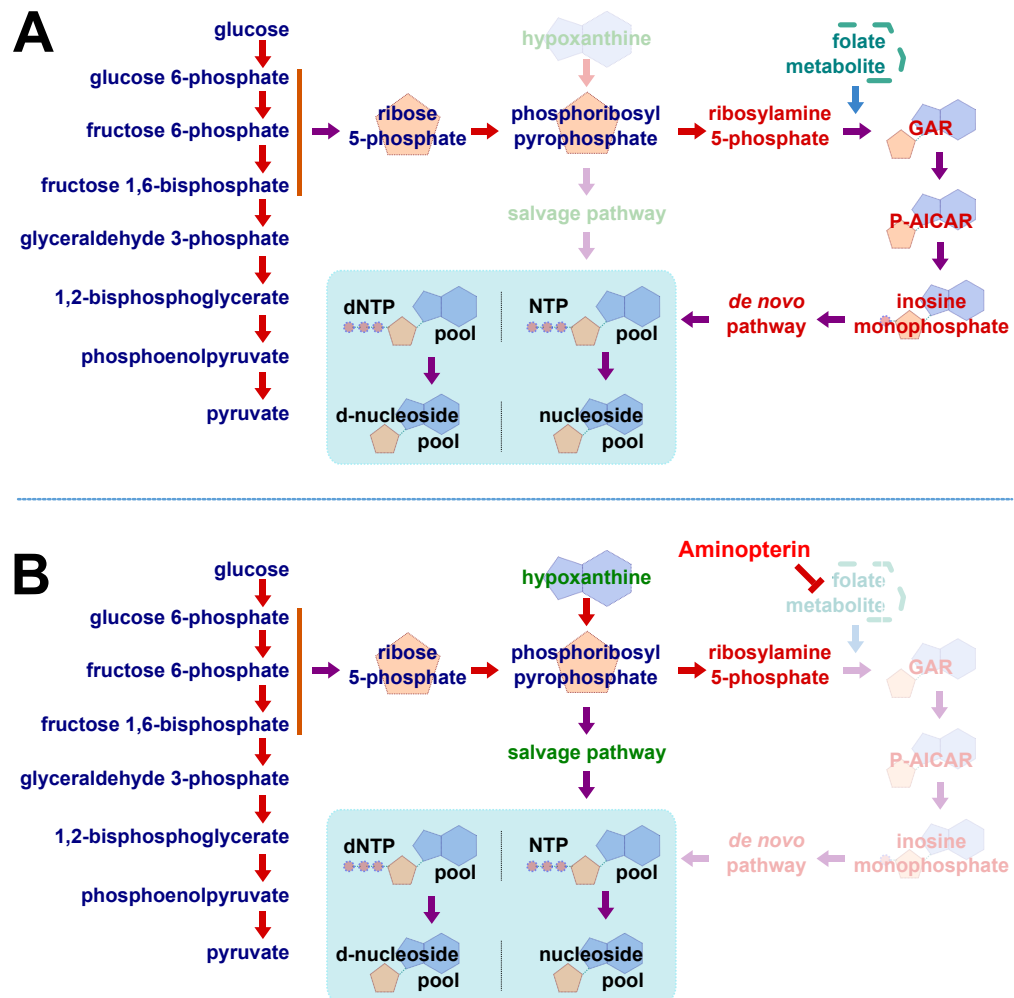 A
glucose
glucose 6-phosphate
fructose 6-phosphate
fructose 1,6-bisphosphate
glyceraldehyde 3-phosphate
1,2-bisphosphoglycerate
phosphoenolpyruvate
pyruvate
ribose
5-phosphate
hypoxanthine
phosphoribosyl
pyrophosphate
salvage pathway
ribosylamine
5-phosphate
folate
metabolite
GAR
P-AICAR
inosine
monophosphate
de novo
pathway
dNTP
pool
NTP
pool
d-nucleoside
pool
nucleoside
pool
B
glucose
glucose 6-phosphate
fructose 6-phosphate
fructose 1,6-bisphosphate
glyceraldehyde 3-phosphate
1,2-bisphosphoglycerate
phosphoenolpyruvate
pyruvate
ribose
5-phosphate
hypoxanthine
phosphoribosyl
pyrophosphate
salvage pathway
Aminopterin
ribosylamine
5-phosphate
folate
metabolite
GAR
P-AICAR
inosine
monophosphate
de novo
pathway
dNTP
pool
NTP
pool
d-nucleoside
pool
nucleoside
pool